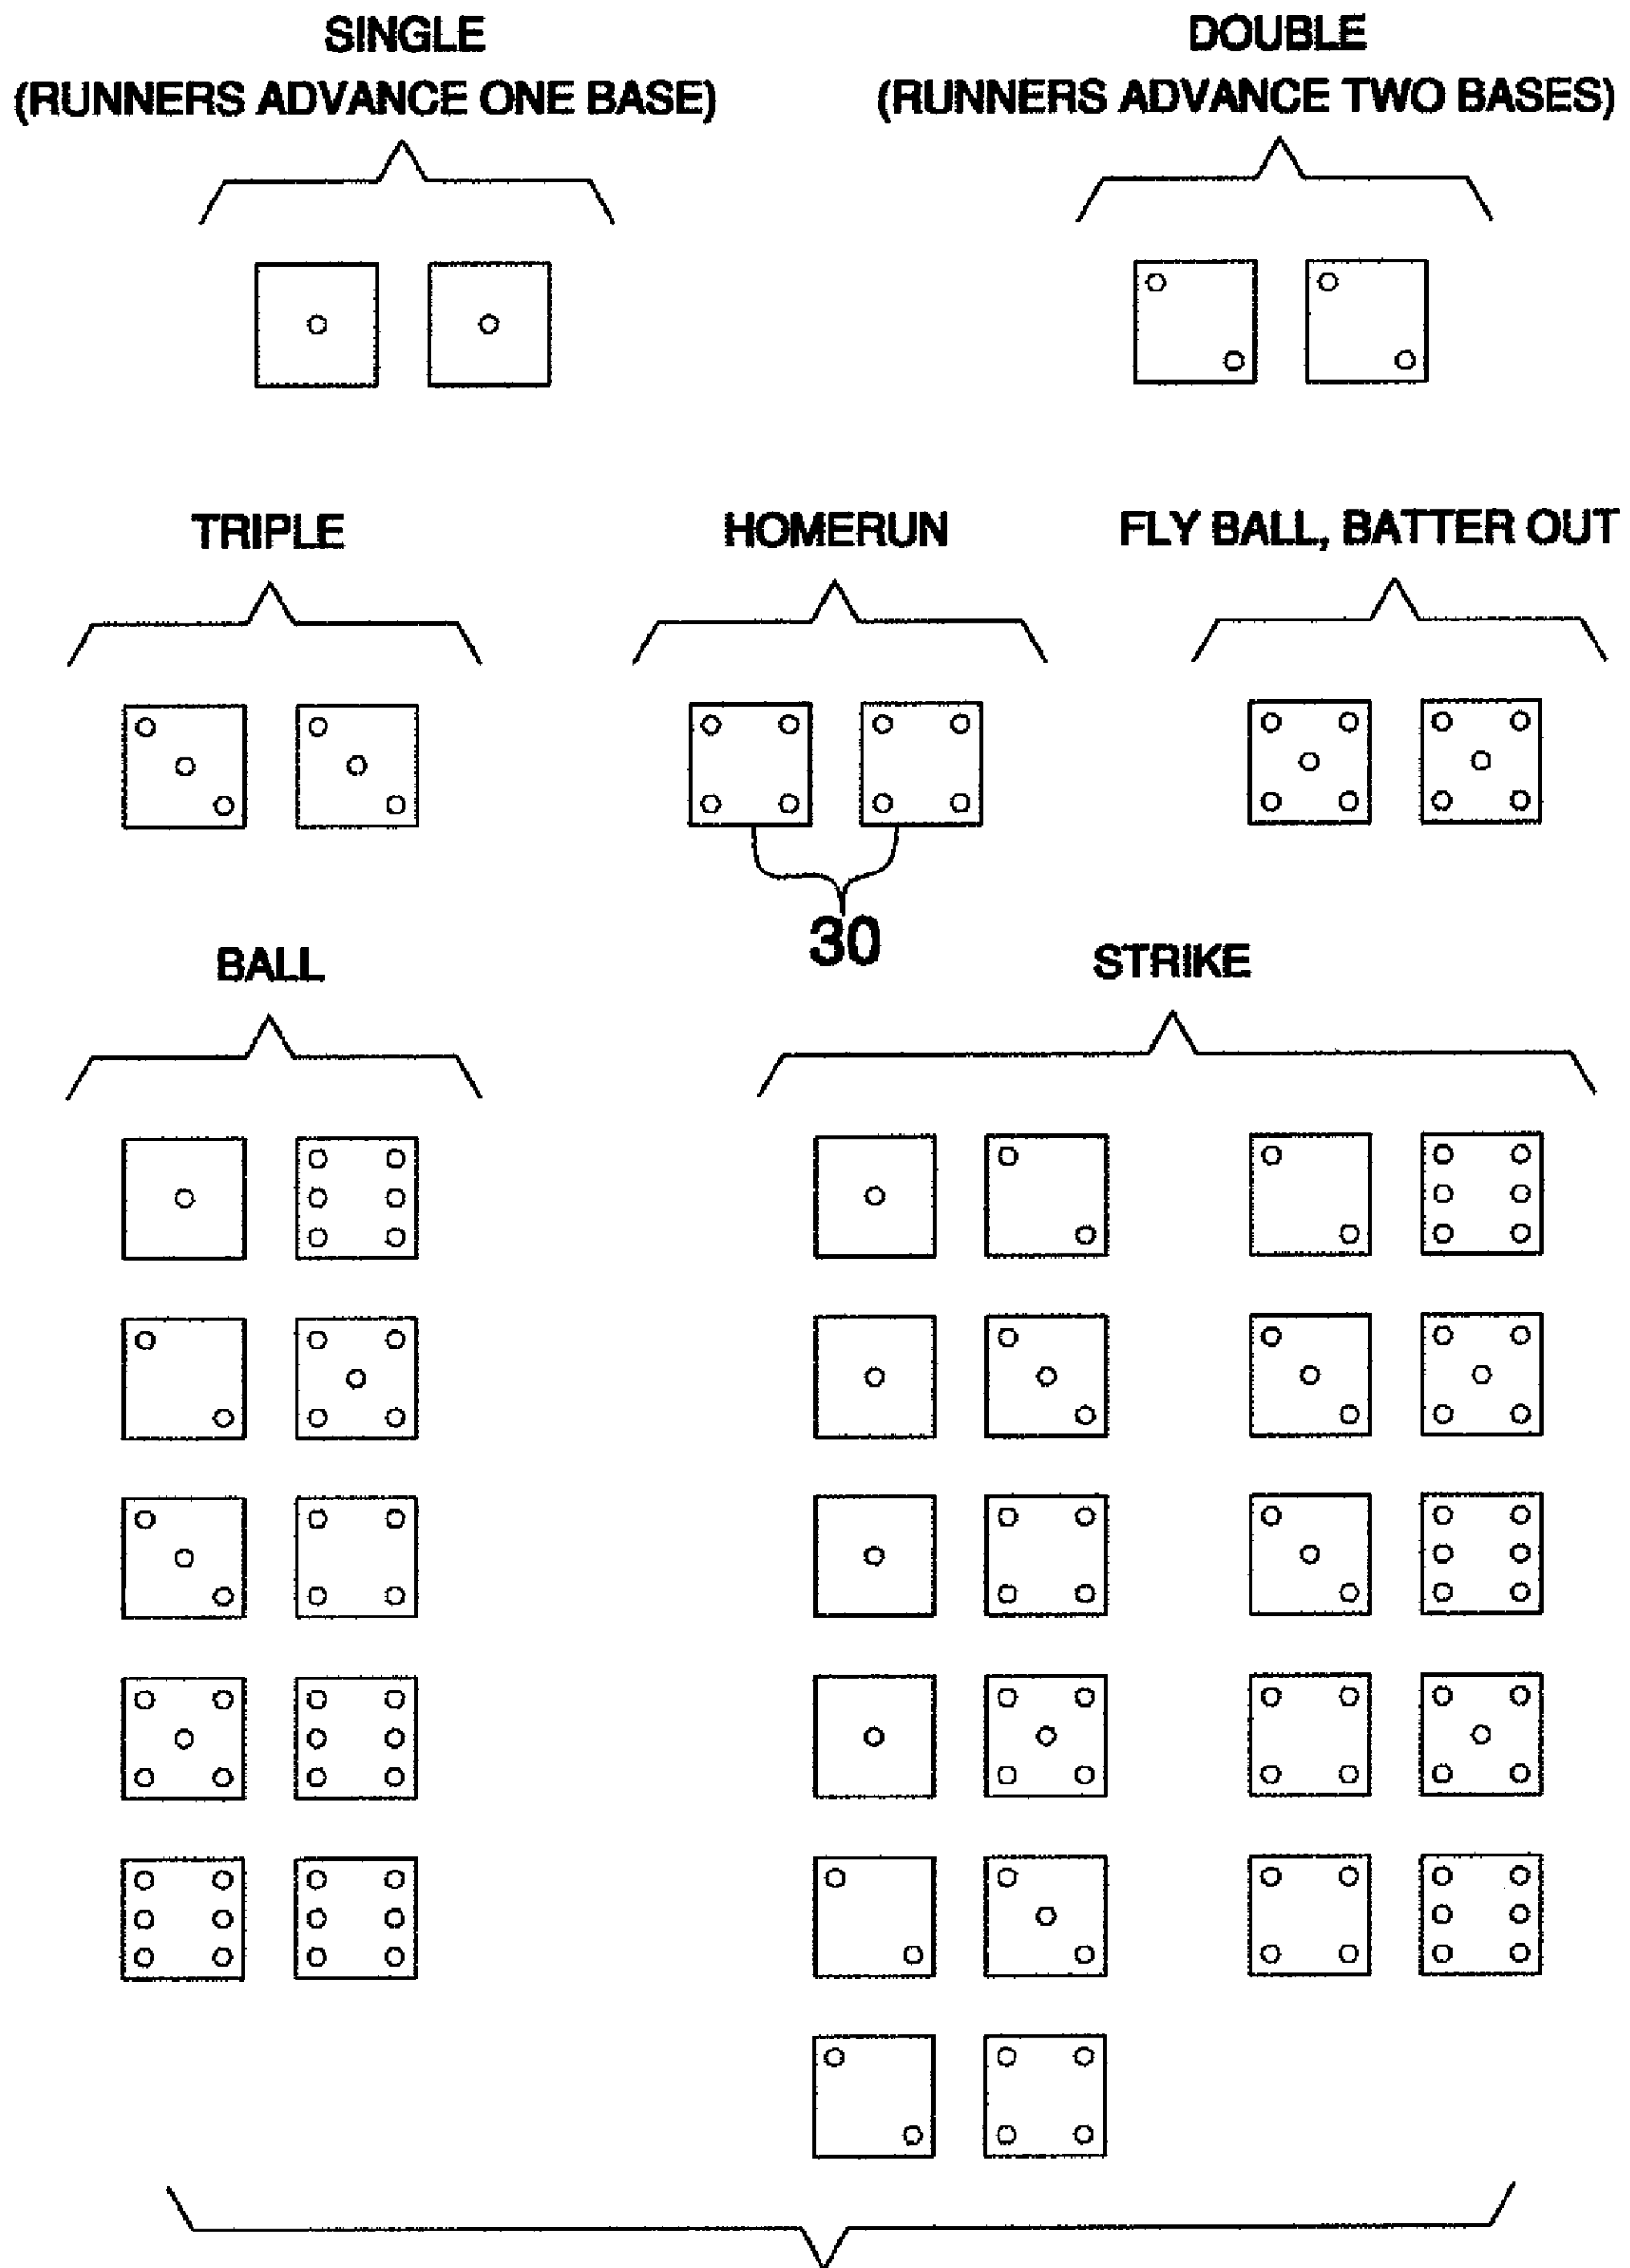 SINGLE
(RUNNERS ADVANCE ONE BASE)
DOUBLE
(RUNNERS ADVANCE TWO BASES)
TRIPLE
HOMERUN
FLY BALL, BATTER OUT
30
BALL
STRIKE